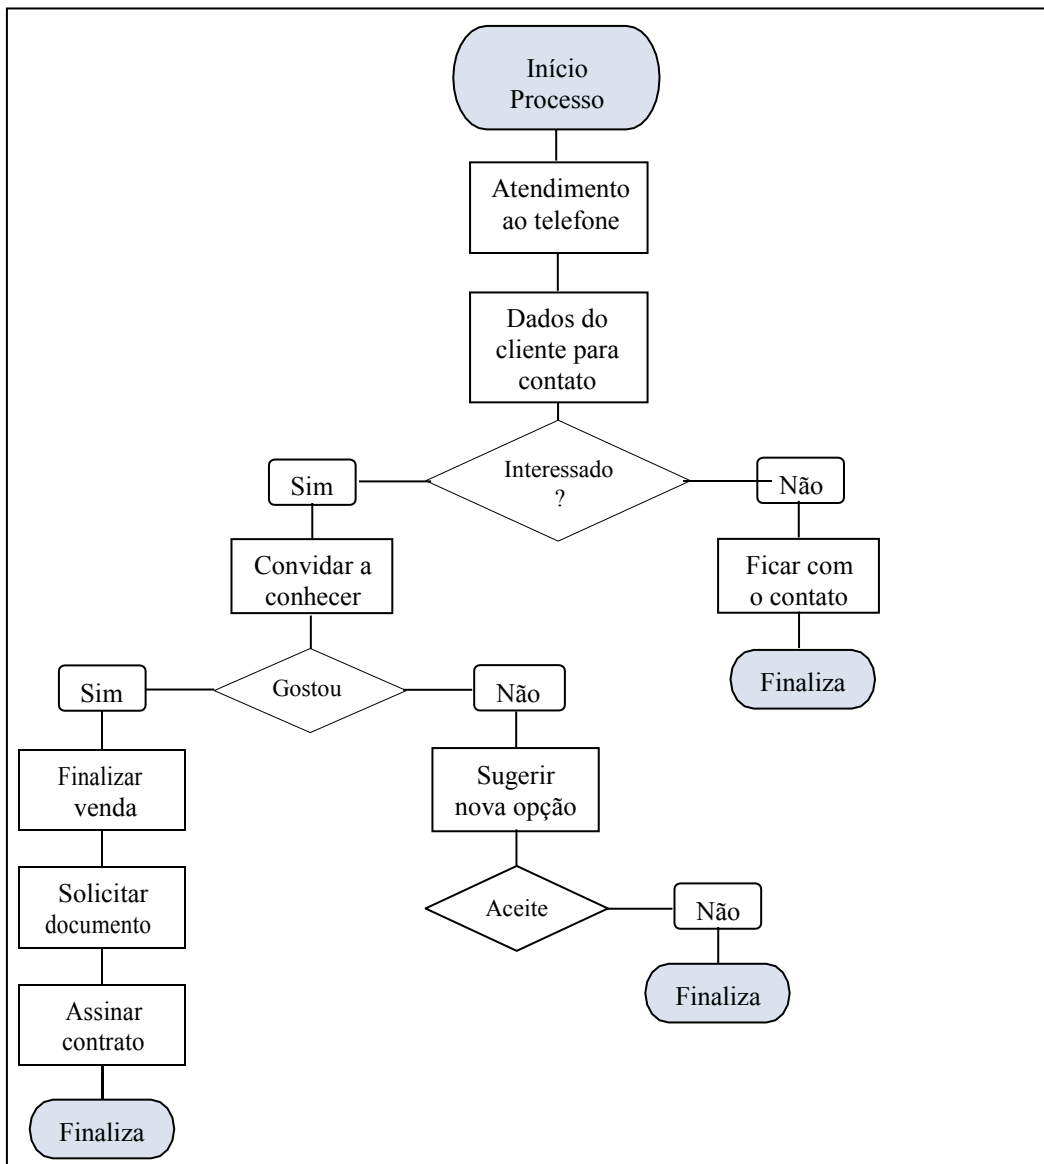 Início
Processo
Atendimento
ao telefone
Dados do
cliente para
contato
Interessado
?
Sim
Não
Convidar a
conhecer
Ficar com
o contato
Finaliza
Gostou
Sim
Não
Finalizar
venda
Sugerir
nova opção
Solicitar
documento
Aceite
Não
Finaliza
Assinar
contrato
Finaliza